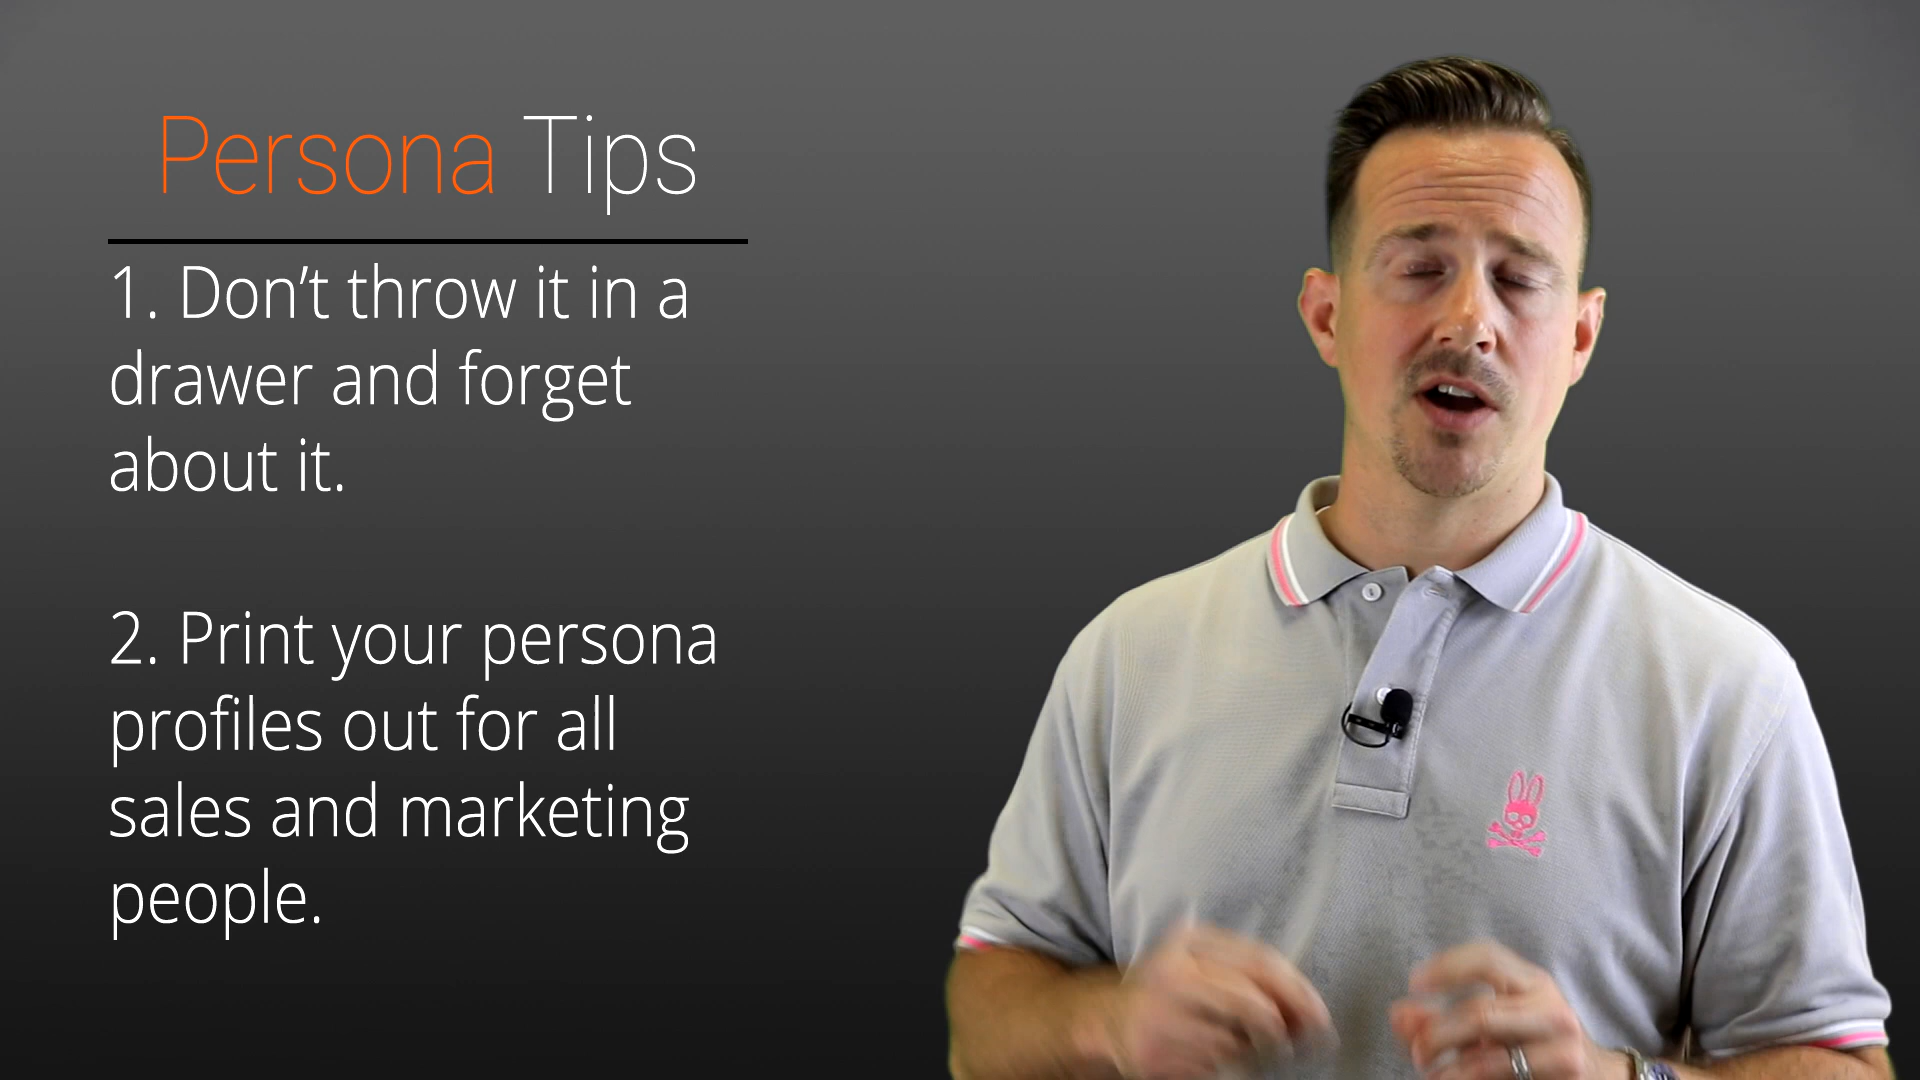 Persona Tips
1. Don’t throw it in a
drawer and forget
about it.
2. Print your persona
profiles out for all
sales and marketing
people.